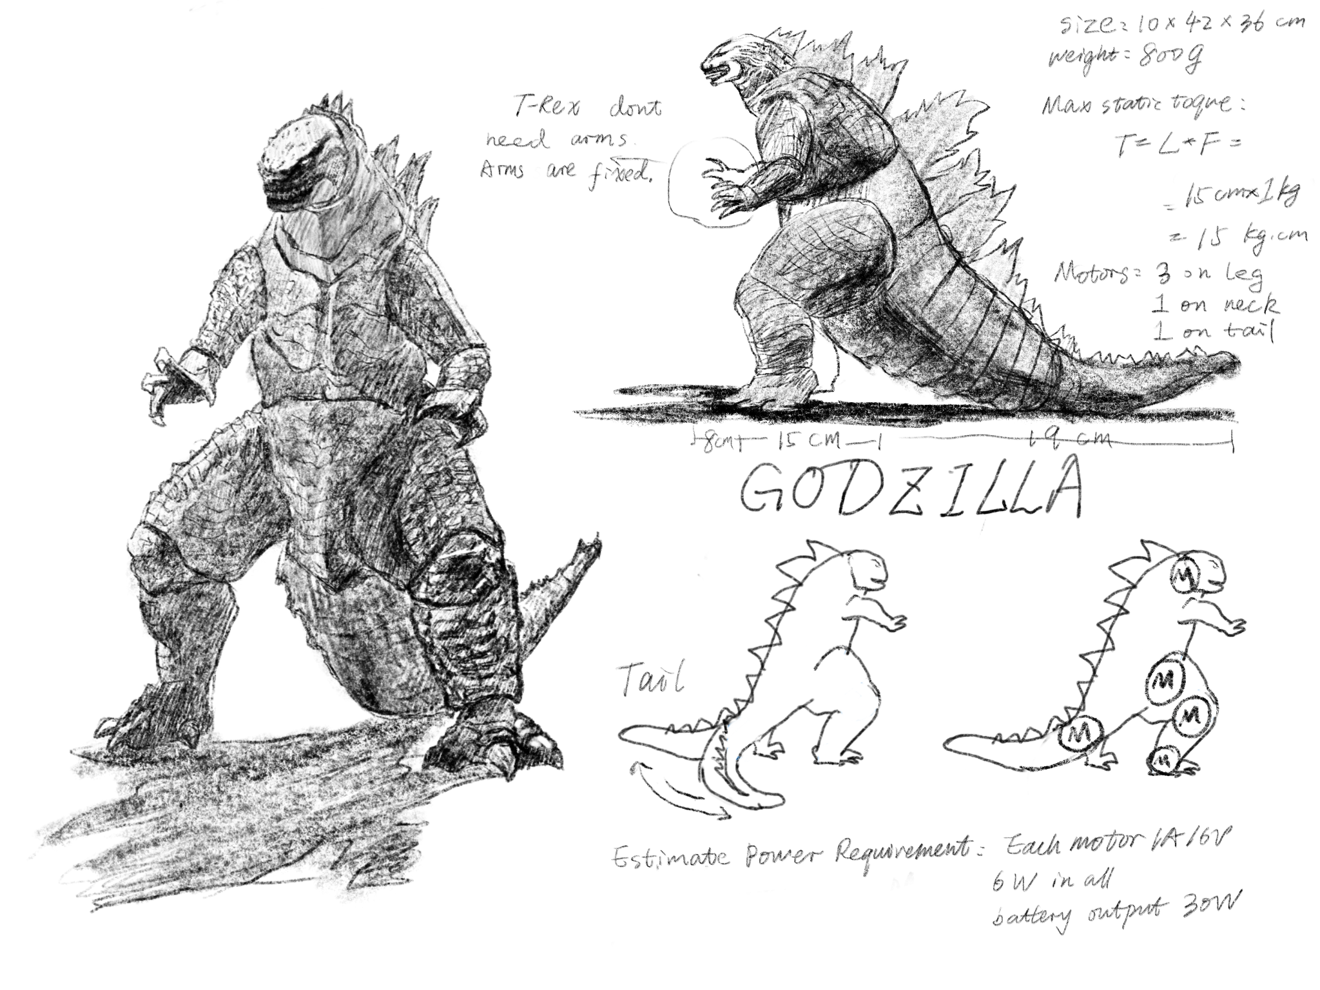 size: 10 x 42 x 36 cm
weight: 800g
T-Rex dont
need arms.
Arms are fixed.
Max static toque:
T = L * F =
= 15cm x 1kg
= 15 kg.cm
Motors: 3 on leg
1 on neck
1 on tail
8cm 15 cm 19 cm
GODZILLA
M
Tail
M
M
M
M
Estimate Power Requirement: Each motor 1A 16V
6 W in all
battery output 30W